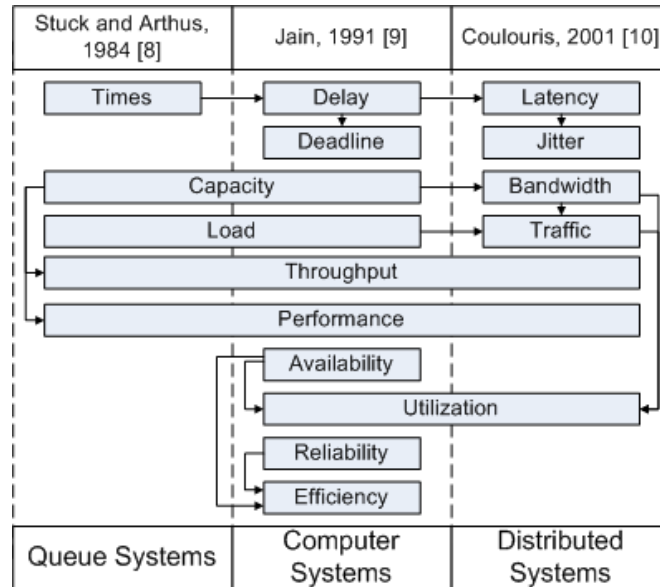 Stuck and Arthus,
1984 [8]
Jain, 1991 [9]
Coulouris, 2001 [10]
Times
Delay
Latency
Deadline
Jitter
Capacity
Bandwidth
Load
Traffic
Throughput
Performance
Availability
Utilization
Reliability
Efficiency
Queue Systems
Computer
Systems
Distributed
Systems